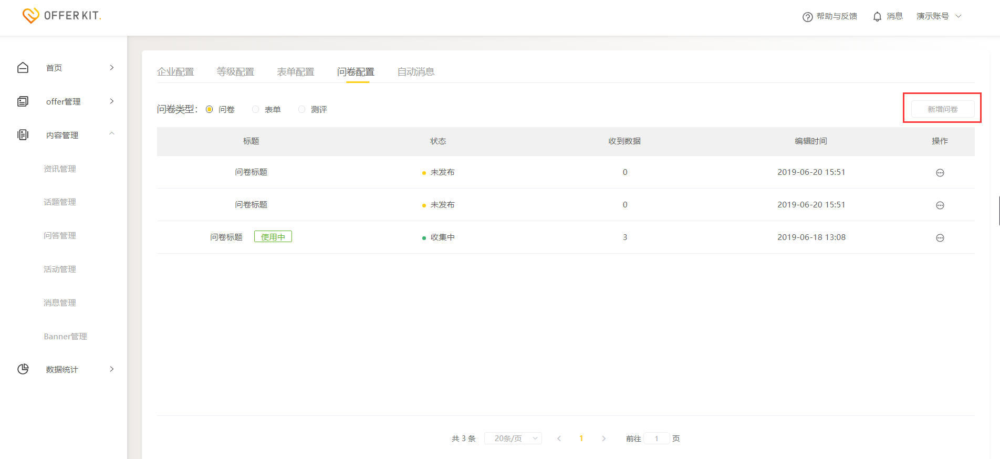 OFFER KIT.
帮助与反馈 消息 演示账号
首页
offer管理
内容管理
资讯管理
话题管理
问答管理
活动管理
消息管理
Banner管理
数据统计
企业配置 等级配置 表单配置 问卷配置 自动消息
问卷类型： 问卷 表单 测评 新增问卷
标题 状态 收到数据 编辑时间 操作
问卷标题 未发布 0 2019-06-20 15:51
问卷标题 未发布 0 2019-06-20 15:51
问卷标题 使用中 收集中 3 2019-06-18 13:08
共 3 条 20条/页 1 前往 1 页